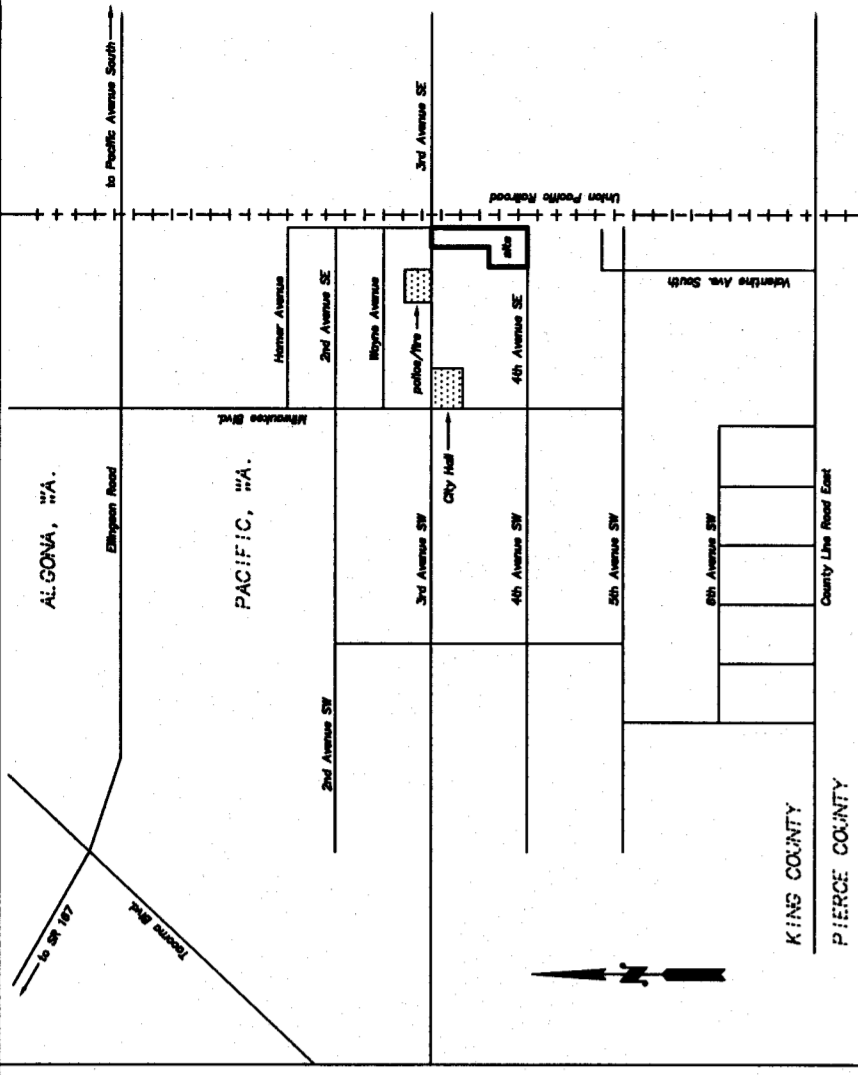 ALGONA, WA.
to Pacific Avenue South
Ellingson Road
to SR 167
PACIFIC, WA.
Tacoma Blvd.
Milwaukee Blvd.
Homer Avenue
2nd Avenue SE
2nd Avenue SW
Wayne Avenue
police/fire
3rd Avenue SE
3rd Avenue SW
City Hall
site
Union Pacific Railroad
4th Avenue SE
4th Avenue SW
5th Avenue SW
Valentine Ave. South
6th Avenue SW
County Line Road East
KING COUNTY
PIERCE COUNTY
N